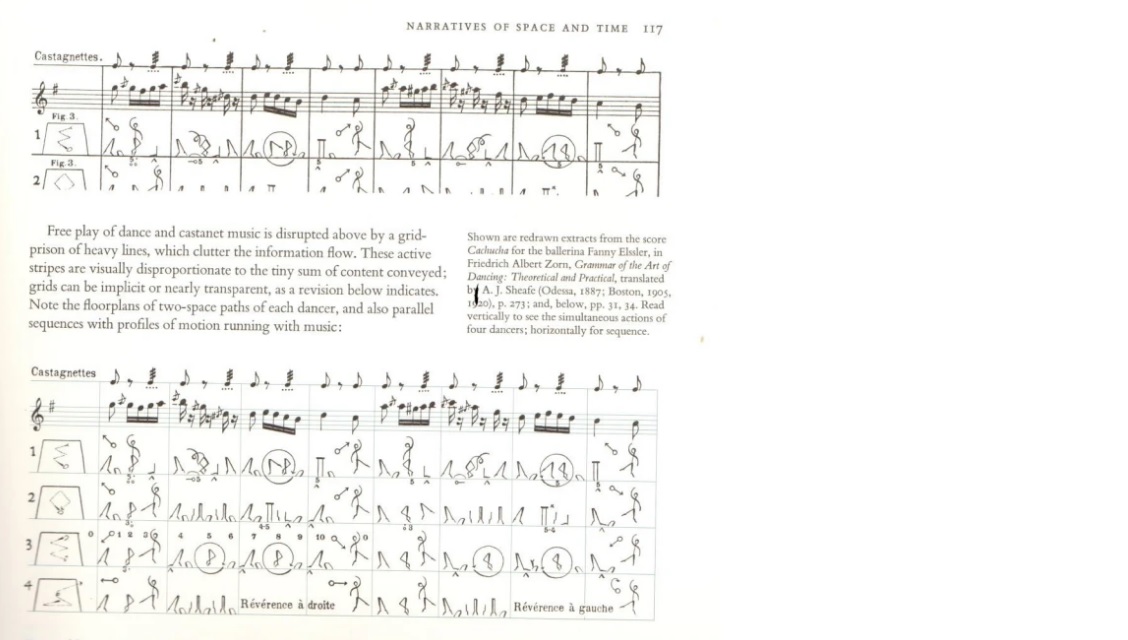 NARRATIVES OF SPACE AND TIME 117
Castagnettes.
Fig. 3.
1
Fig. 3.
2
Free play of dance and castanet music is disrupted above by a grid-
prison of heavy lines, which clutter the information flow. These active
stripes are visually disproportionate to the tiny sum of content conveyed;
grids can be implicit or nearly transparent, as a revision below indicates.
Note the floorplans of two-space paths of each dancer, and also parallel
sequences with profiles of motion running with music:
Shown are redrawn extracts from the score
Cachucha for the ballerina Fanny Elssler, in
Friedrich Albert Zorn, Grammar of the Art of
Dancing: Theoretical and Practical, translated
by A. J. Sheafe (Odessa, 1887; Boston, 1905,
1920), p. 273; and, below, pp. 31, 34. Read
vertically to see the simultaneous actions of
four dancers; horizontally for sequence.
Castagnettes
1
2
3 0 1 2 3 4 5 6 7 8 9 10 0
4 Révérence à droite Révérence à gauche